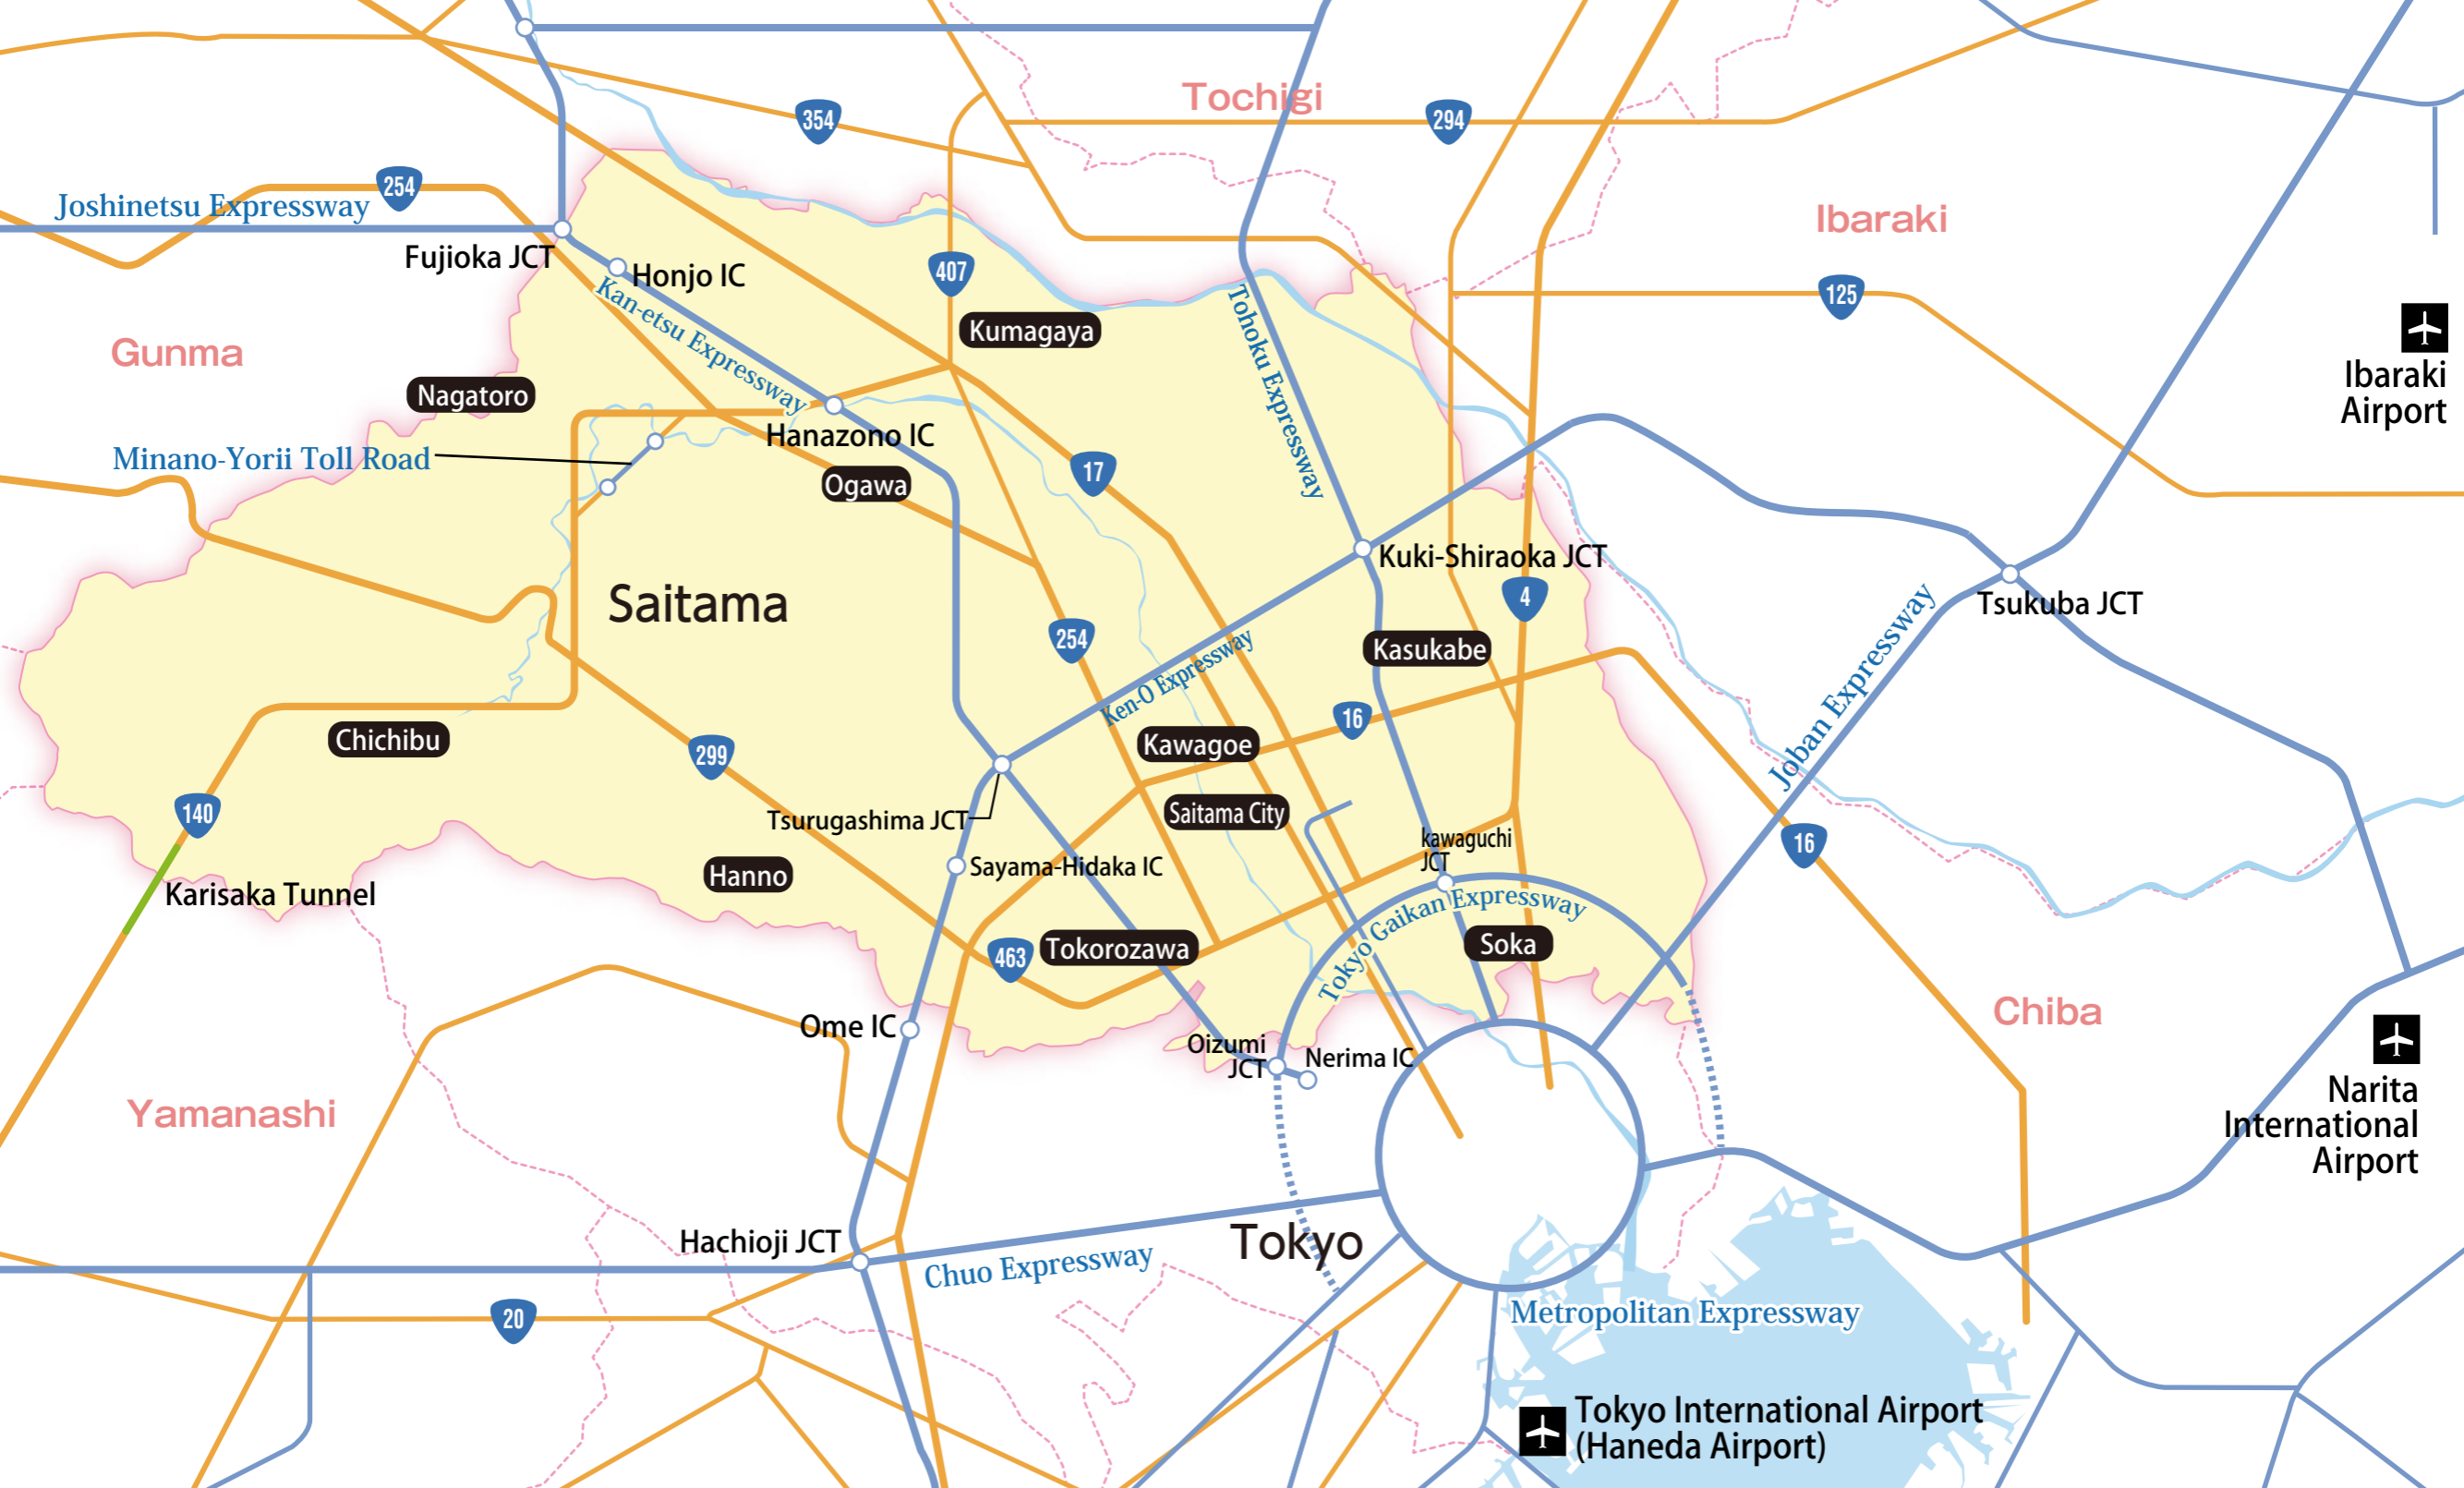 Tochigi
354
294
254
Joshinetsu Expressway
Ibaraki
Fujioka JCT
Honjo IC
407
125
Kan-etsu Expressway
Kumagaya
Tohoku Expressway
Gunma
Nagatoro
Ibaraki
Airport
Minano-Yorii Toll Road
Hanazono IC
Ogawa
17
Kuki-Shiraoka JCT
Saitama
4
Tsukuba JCT
254
Kasukabe
Ken-O Expressway
Joban Expressway
16
Chichibu
299
Kawagoe
140
Tsurugashima JCT
Saitama City
kawaguchi
JCT
16
Karisaka Tunnel
Hanno
Sayama-Hidaka IC
Tokyo Gaikan Expressway
463
Tokorozawa
Soka
Chiba
Ome IC
Oizumi
JCT
Nerima IC
Narita
International
Airport
Yamanashi
Hachioji JCT
Tokyo
Chuo Expressway
20
Metropolitan Expressway
Tokyo International Airport
(Haneda Airport)